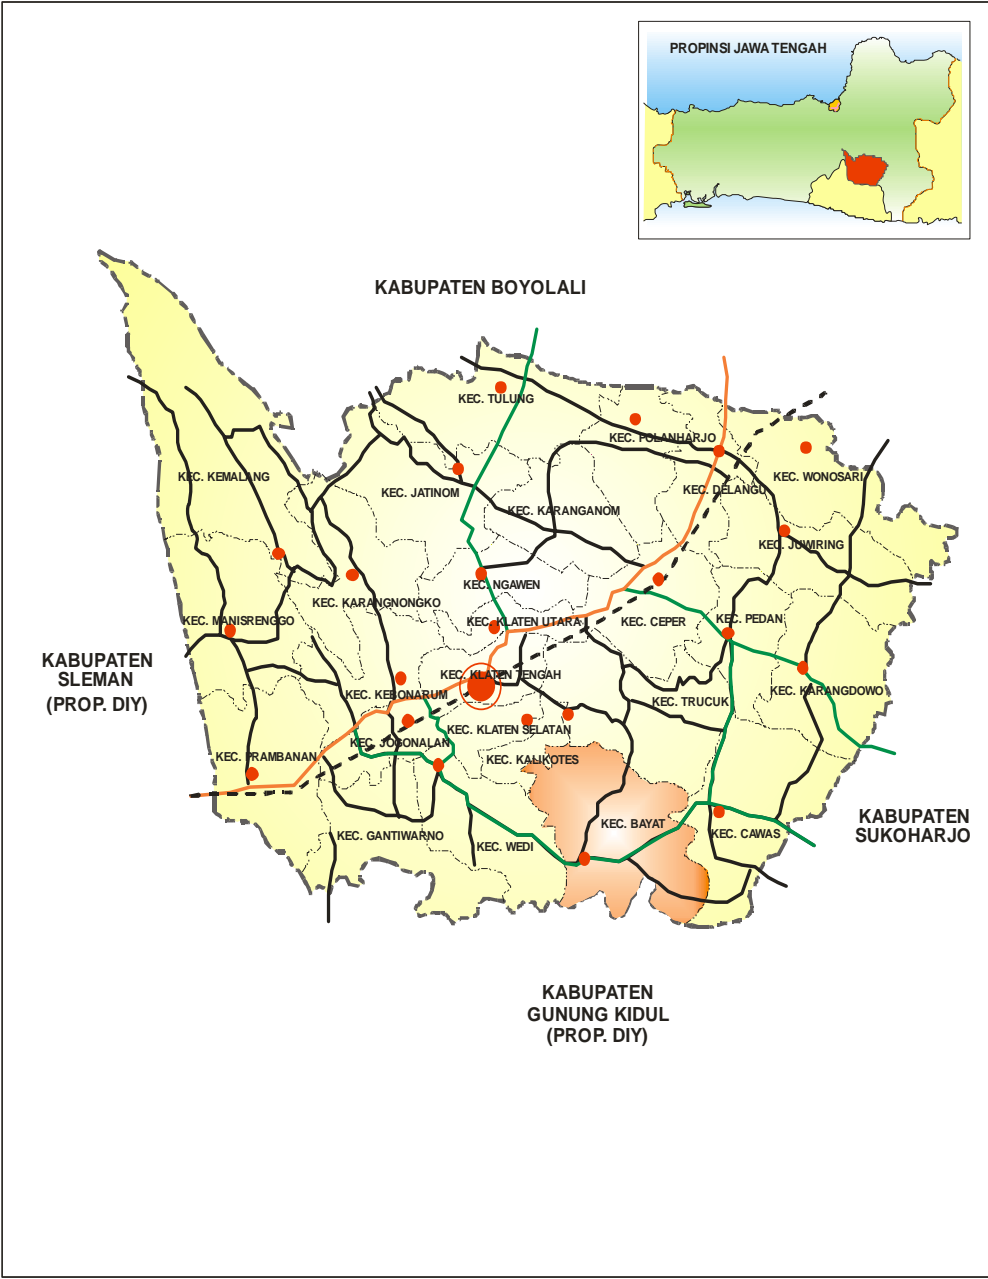 PROPINSI JAWA TENGAH
KABUPATEN BOYOLALI
KEC. TULUNG
KEC. POLANHARJO
KEC. KEMALANG
KEC. WONOSARI
KEC. JATINOM
KEC. DELANGU
KEC. KARANGANOM
KEC. JUWIRING
KEC. NGAWEN
KEC. KARANGNONGKO
KEC. MANISRENGGO
KEC. KLATEN UTARA
KEC. CEPER
KEC. PEDAN
KABUPATEN
SLEMAN
(PROP. DIY)
KEC. KLATEN TENGAH
KEC. KEBONARUM
KEC. TRUCUK
KEC. KARANGDOWO
KEC. KLATEN SELATAN
KEC. JOGONALAN
KEC. PRAMBANAN
KEC. KALIKOTES
KEC. BAYAT
KEC. GANTIWARNO
KEC. WEDI
KEC. CAWAS
KABUPATEN
SUKOHARJO
KABUPATEN
GUNUNG KIDUL
(PROP. DIY)